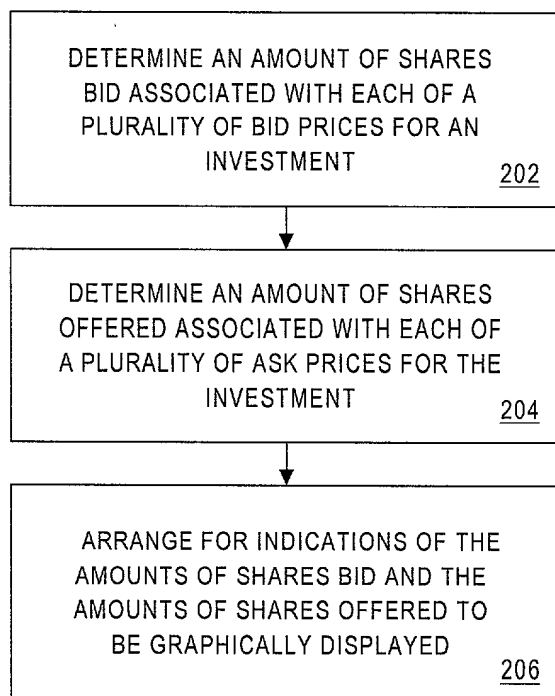 DETERMINE AN AMOUNT OF SHARES
BID ASSOCIATED WITH EACH OF A
PLURALITY OF BID PRICES FOR AN
INVESTMENT
202
DETERMINE AN AMOUNT OF SHARES
OFFERED ASSOCIATED WITH EACH OF
A PLURALITY OF ASK PRICES FOR THE
INVESTMENT
204
ARRANGE FOR INDICATIONS OF THE
AMOUNTS OF SHARES BID AND THE
AMOUNTS OF SHARES OFFERED TO
BE GRAPHICALLY DISPLAYED
206